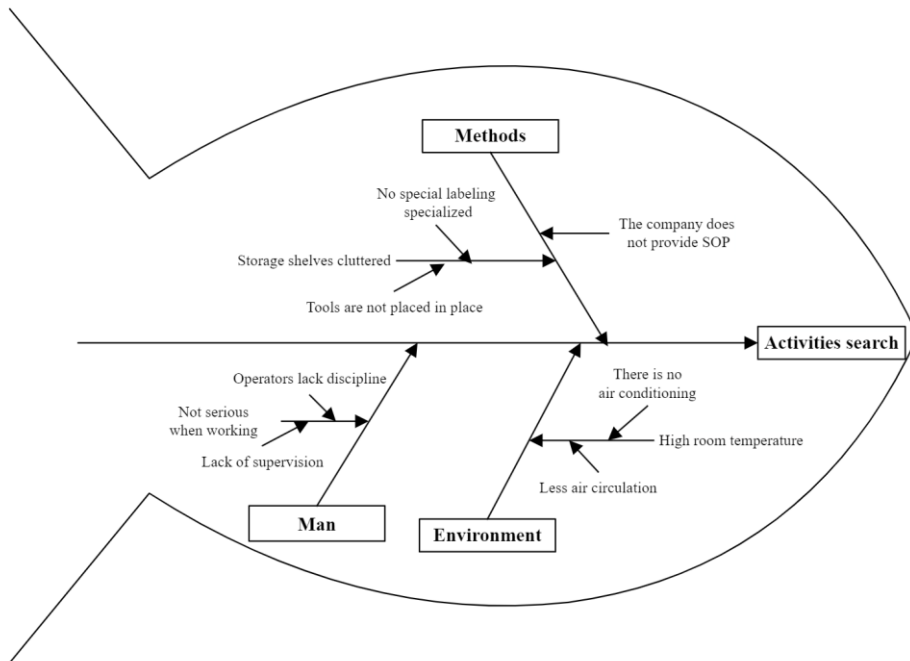 Methods
No special labeling
specialized
The company does
not provide SOP
Storage shelves cluttered
Tools are not placed in place
Activities search
Operators lack discipline
There is no
air conditioning
Not serious
when working
High room temperature
Lack of supervision
Less air circulation
Man
Environment